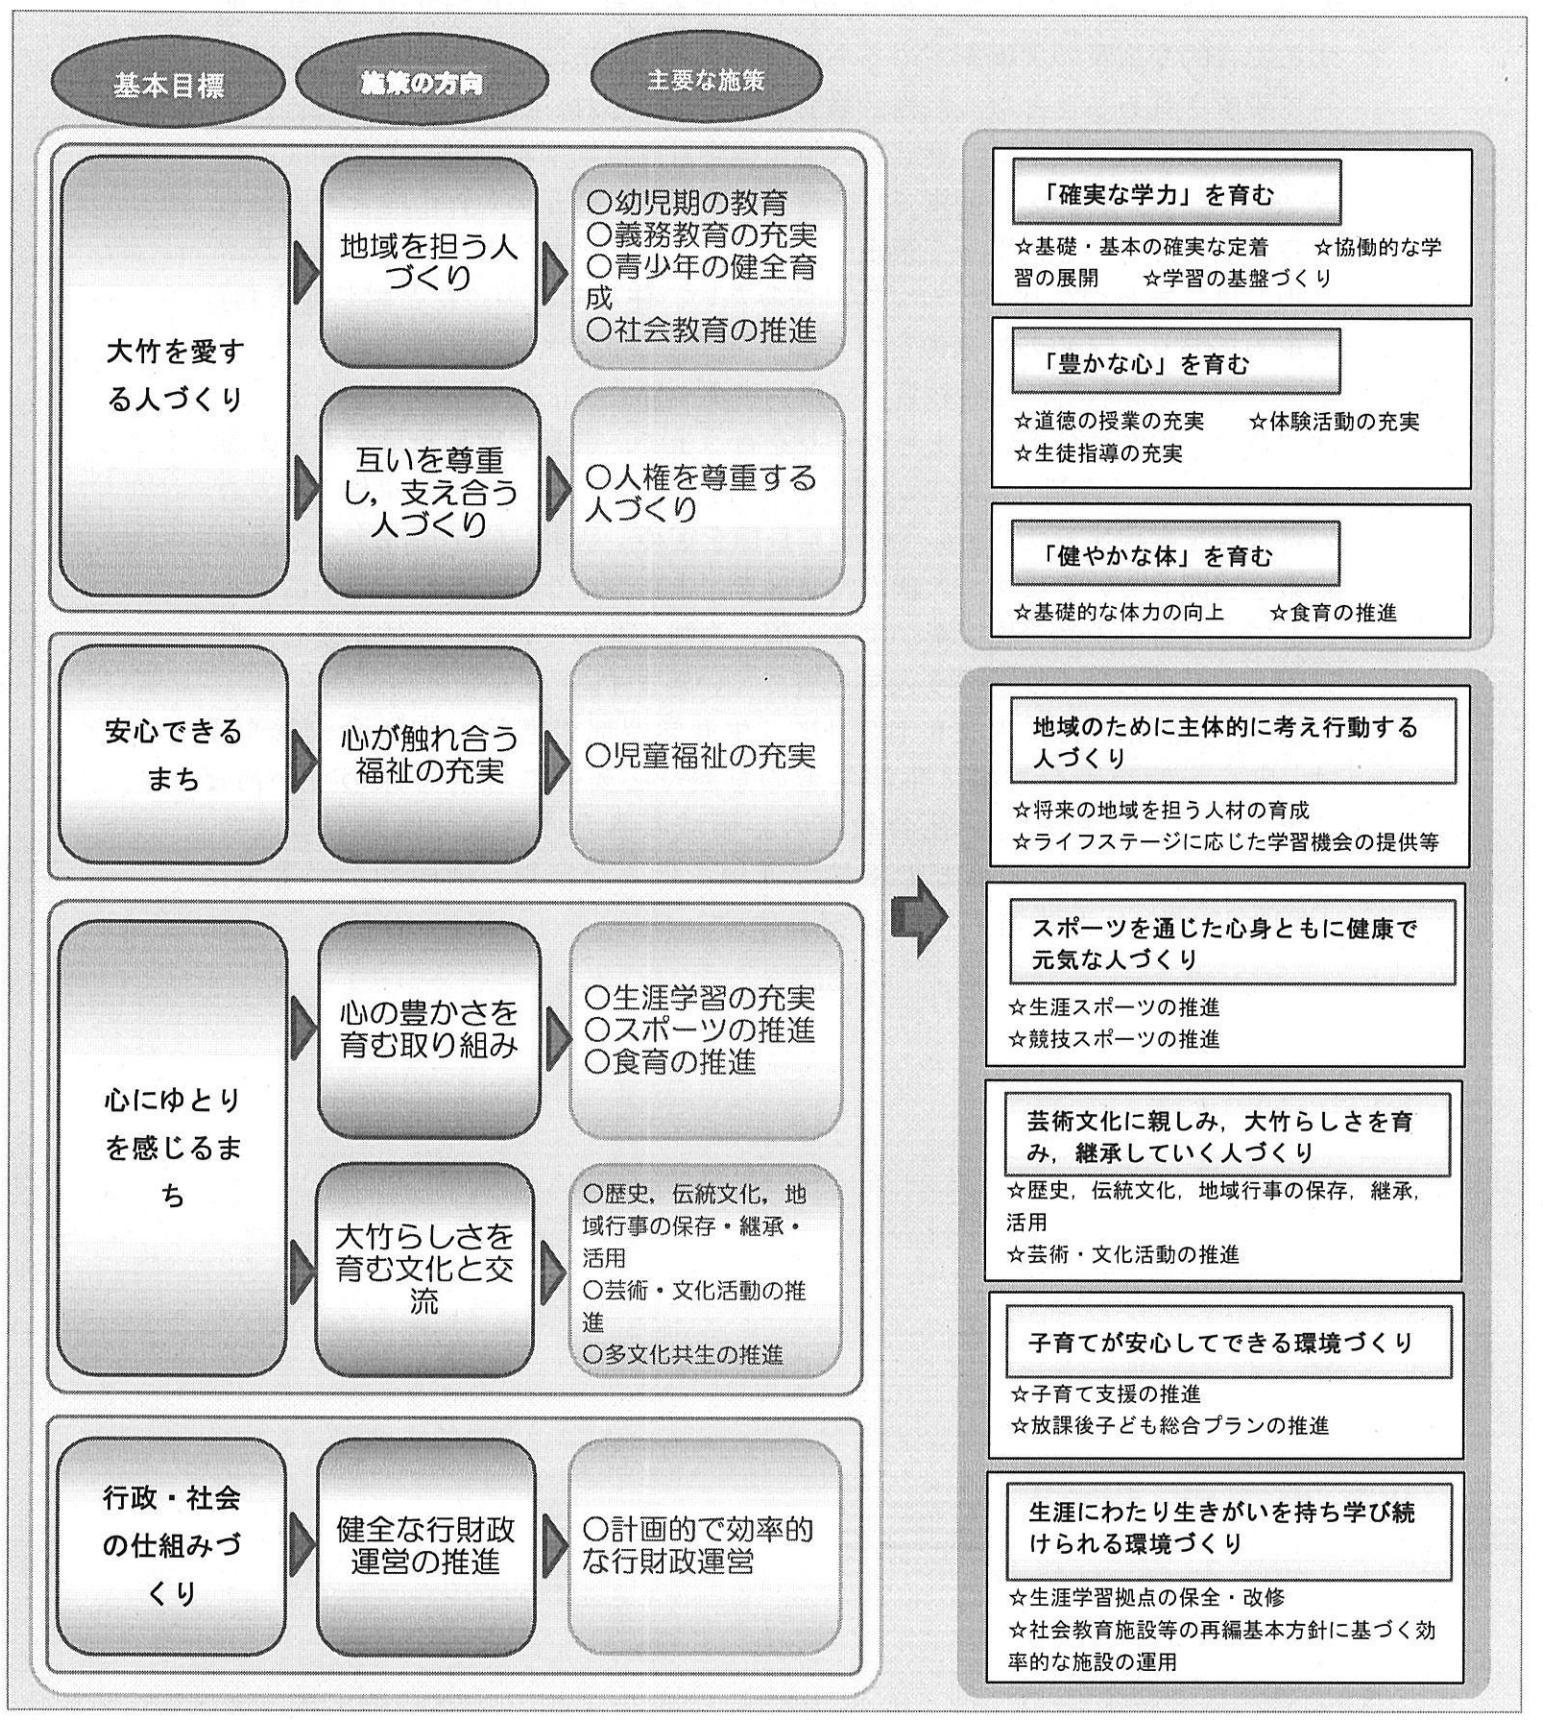 基本目標
施策の方向
主要な施策
大竹を愛す
る人づくり
地域を担う人
づくり
○幼児期の教育
○義務教育の充実
○青少年の健全育
成
○社会教育の推進
互いを尊重
し，支え合う
人づくり
○人権を尊重する
人づくり
安心できる
まち
心が触れ合う
福祉の充実
○児童福祉の充実
心にゆとり
を感じるま
ち
心の豊かさを
育む取り組み
○生涯学習の充実
○スポーツの推進
○食育の推進
大竹らしさを
育む文化と交
流
○歴史，伝統文化，地
域行事の保存・継承・
活用
○芸術・文化活動の推
進
○多文化共生の推進
行政・社会
の仕組みづ
くり
健全な行財政
運営の推進
○計画的で効率的
な行財政運営
「確実な学力」を育む
☆基礎・基本の確実な定着　　☆協働的な学
習の展開　　☆学習の基盤づくり
「豊かな心」を育む
☆道徳の授業の充実　　☆体験活動の充実
☆生徒指導の充実
「健やかな体」を育む
☆基礎的な体力の向上　　☆食育の推進
地域のために主体的に考え行動する
人づくり
☆将来の地域を担う人材の育成
☆ライフステージに応じた学習機会の提供等
スポーツを通じた心身ともに健康で
元気な人づくり
☆生涯スポーツの推進
☆競技スポーツの推進
芸術文化に親しみ，大竹らしさを育
み，継承していく人づくり
☆歴史，伝統文化，地域行事の保存，継承，
活用
☆芸術・文化活動の推進
子育てが安心してできる環境づくり
☆子育て支援の推進
☆放課後子ども総合プランの推進
生涯にわたり生きがいを持ち学び続
けられる環境づくり
☆生涯学習拠点の保全・改修
☆社会教育施設等の再編基本方針に基づく効
率的な施設の運用